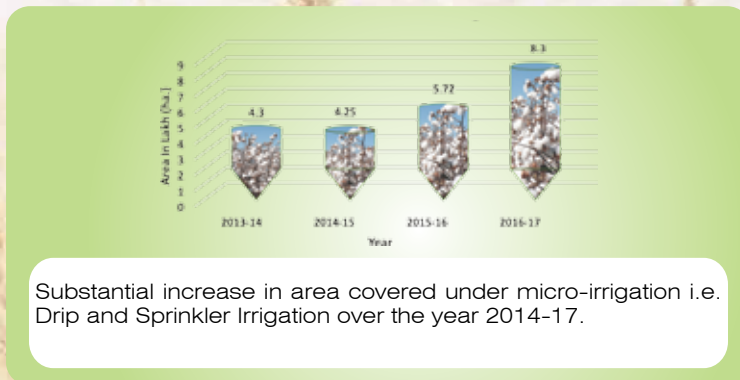 8.3
5.72
4.3
4.25
9
8
7
6
5
4
3
2
1
0
Area in Lakh (ha.)
2013-14 2014-15 2015-16 2016-17
Year
Substantial increase in area covered under micro-irrigation i.e.
Drip and Sprinkler Irrigation over the year 2014-17.